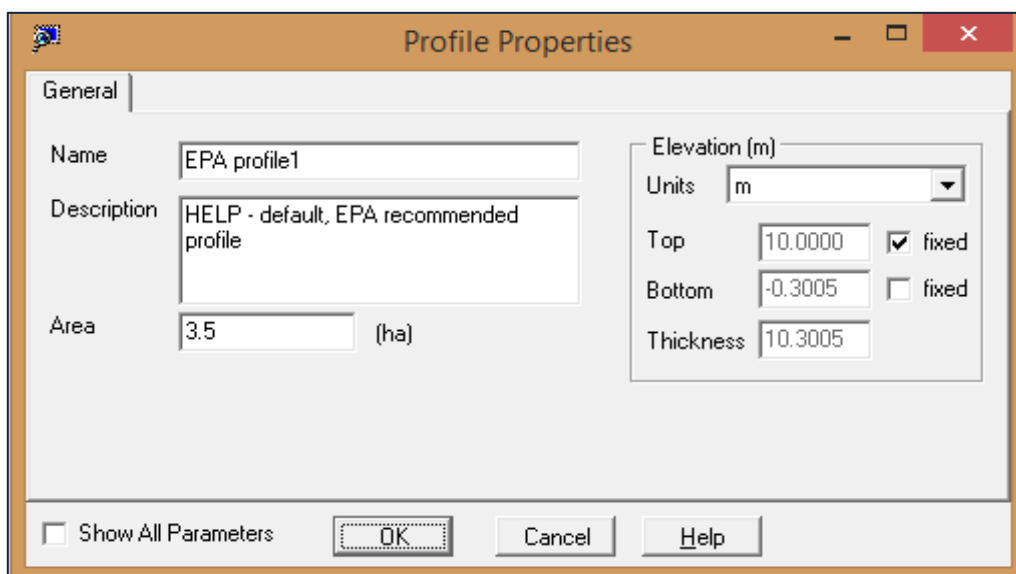 Profile Properties
General
Name
EPA profile1
Description
HELP - default, EPA recommended
profile
Area
3.5
(ha)
Elevation (m)
Units
m
Top
10.0000
fixed
Bottom
-0.3005
fixed
Thickness
10.3005
Show All Parameters
OK
Cancel
Help